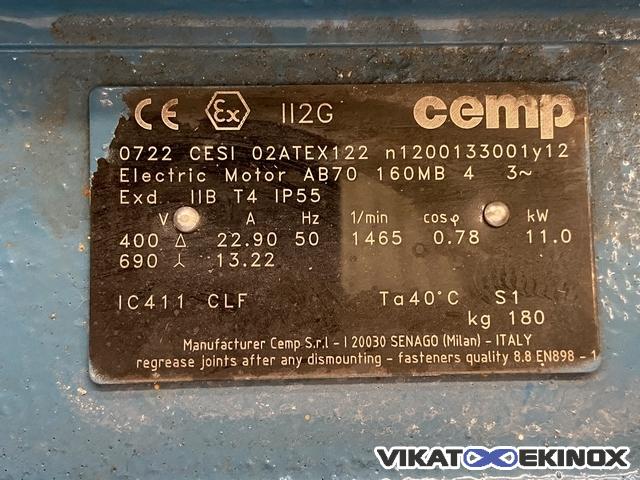 CE Ex II2G cemp
0722 CESI 02ATEX122 n1200133001y12
Electric Motor AB70 160MB 4 3~
Exd IIB T4 IP55
V A Hz 1/min cosφ kW
400 Δ 22.90 50 1465 0.78 11.0
690 ⅄ 13.22
IC411 CLF Ta40°C S1
kg 180
Manufacturer Cemp S.r.l - I 20030 SENAGO (Milan) - ITALY
regrease joints after any dismounting - fasteners quality 8.8 EN898 - 1
VIKAT EKINOX